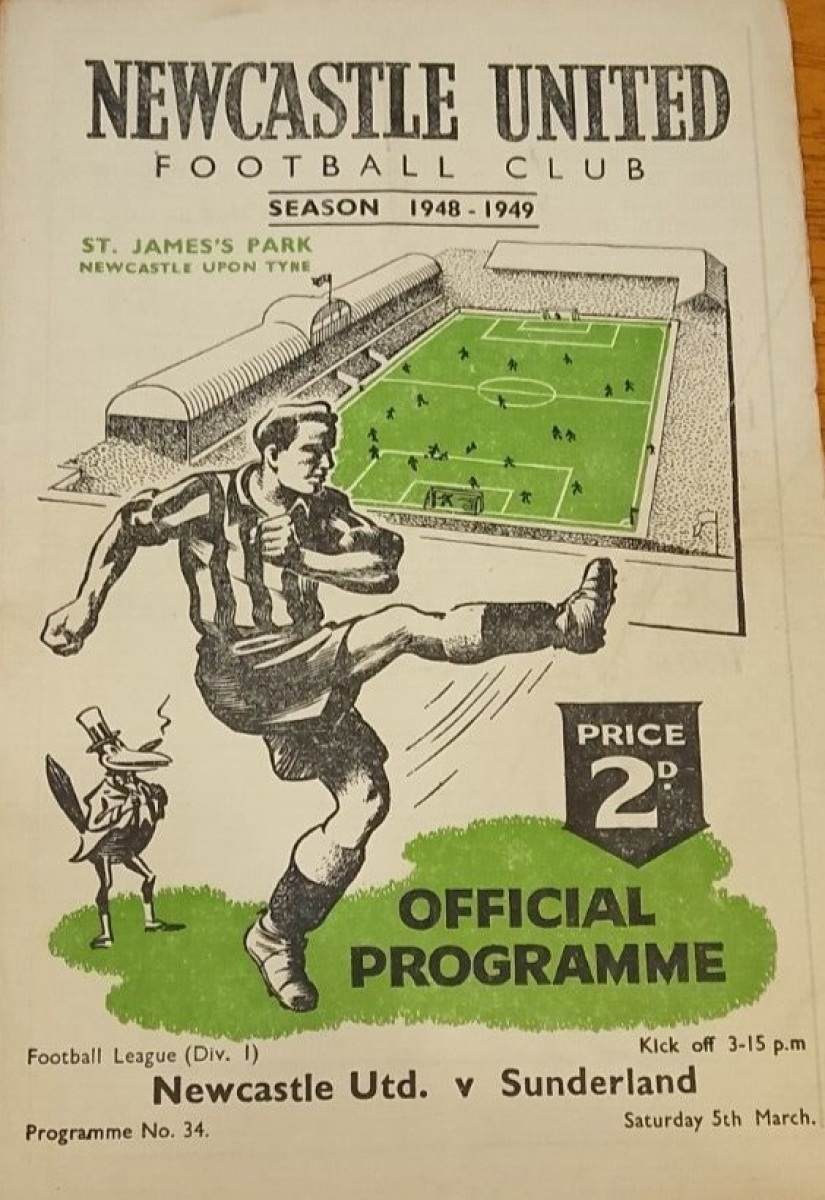 NEWCASTLE UNITED
FOOTBALL CLUB
SEASON 1948-1949
ST. JAMES'S PARK
NEWCASTLE UPON TYNE
PRICE
2D.
OFFICIAL
PROGRAMME
Football League (Div. 1)
Kick off 3-15 p.m
Newcastle Utd. v Sunderland
Programme No. 34.
Saturday 5th March.